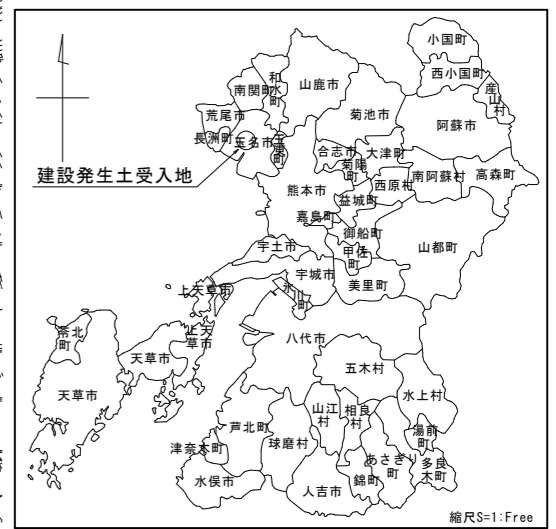 小国町
西小国町
産山村
和水町
南関町
山鹿市
菊池市
阿蘇市
荒尾市
長洲町
玉名市
玉東町
合志市
菊陽町
大津町
建設発生土受入地
熊本市
西原村
南阿蘇村
高森町
益城町
嘉島町
御船町
甲佐町
山都町
宇土市
宇城市
美里町
上天草市
氷川町
上天草市
八代市
苓北町
天草市
天草市
五木村
水上村
山江村
相良村
湯前町
芦北町
球磨村
あさぎり町
多良木町
津奈木町
錦町
水俣市
人吉市
縮尺S=1:Free